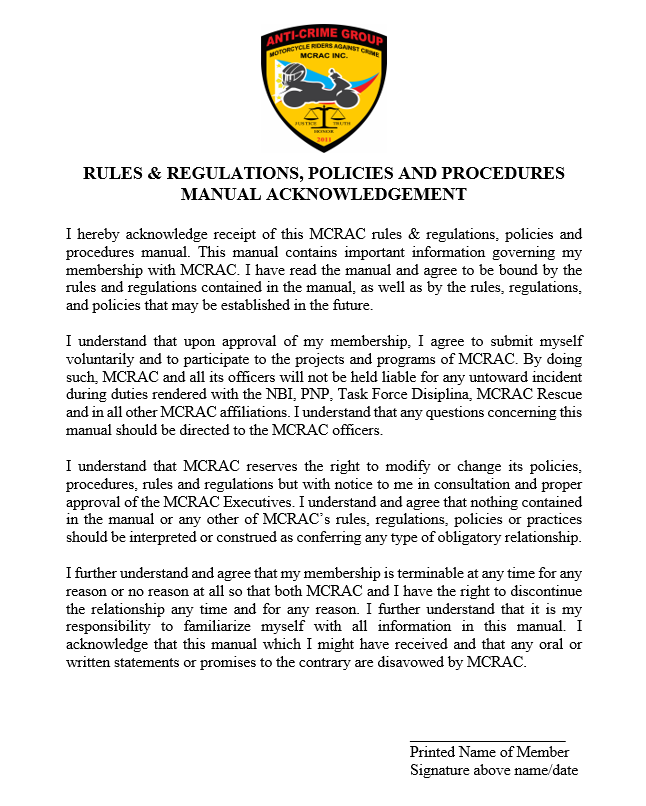 ANTI-CRIME GROUP
MOTORCYCLE RIDERS AGAINST CRIME
MCRAC INC.
JUSTICE TRUTH
HONOR
2011
RULES & REGULATIONS, POLICIES AND PROCEDURES
MANUAL ACKNOWLEDGEMENT
I hereby acknowledge receipt of this MCRAC rules & regulations, policies and
procedures manual. This manual contains important information governing my
membership with MCRAC. I have read the manual and agree to be bound by the
rules and regulations contained in the manual, as well as by the rules, regulations,
and policies that may be established in the future.
I understand that upon approval of my membership, I agree to submit myself
voluntarily and to participate to the projects and programs of MCRAC. By doing
such, MCRAC and all its officers will not be held liable for any untoward incident
during duties rendered with the NBI, PNP, Task Force Disiplina, MCRAC Rescue
and in all other MCRAC affiliations. I understand that any questions concerning this
manual should be directed to the MCRAC officers.
I understand that MCRAC reserves the right to modify or change its policies,
procedures, rules and regulations but with notice to me in consultation and proper
approval of the MCRAC Executives. I understand and agree that nothing contained
in the manual or any other of MCRAC's rules, regulations, policies or practices
should be interpreted or construed as conferring any type of obligatory relationship.
I further understand and agree that my membership is terminable at any time for any
reason or no reason at all so that both MCRAC and I have the right to discontinue
the relationship any time and for any reason. I further understand that it is my
responsibility to familiarize myself with all information in this manual. I
acknowledge that this manual which I might have received and that any oral or
written statements or promises to the contrary are disavowed by MCRAC.
Printed Name of Member
Signature above name/date